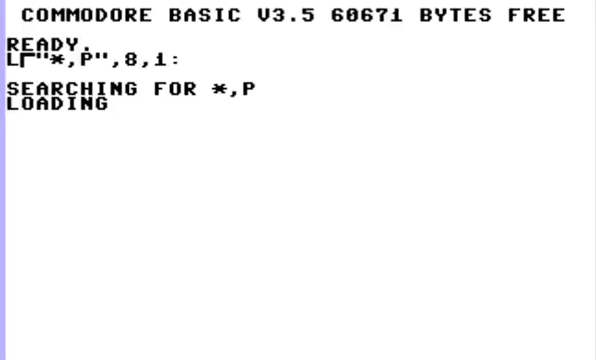 COMMODORE BASIC V3.5 60671 BYTES FREE
READY.
L┌"*,P",8,1:
SEARCHING FOR *,P
LOADING